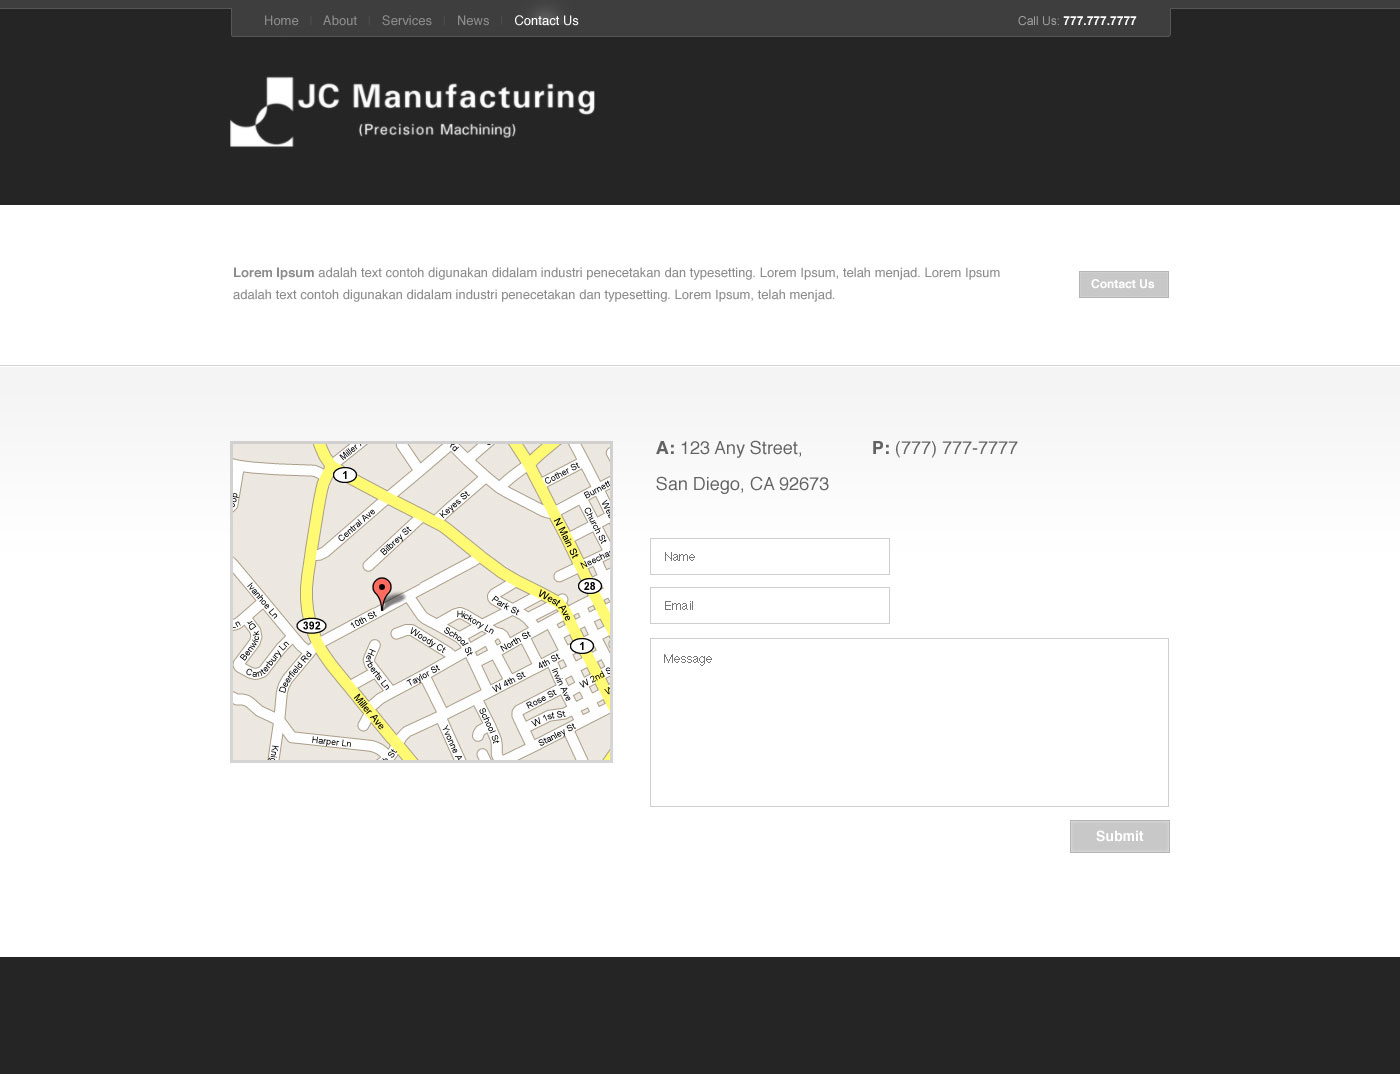 Home
About
Services
News
Contact Us
Call Us: 777.777.7777
JC Manufacturing
(Precision Machining)
Lorem Ipsum adalah text contoh digunakan didalam industri penecetakan dan typesetting. Lorem Ipsum, telah menjad. Lorem Ipsum
adalah text contoh digunakan didalam industri penecetakan dan typesetting. Lorem Ipsum, telah menjad.
Contact Us
A: 123 Any Street,
San Diego, CA 92673
P: (777) 777-7777
Miller
1
Cother St
Burnett
Central Ave
Keyes St
Bilbrey St
N Main St
Church St
28
Ivanhoe Ln
392
10th St
Park St
West Ave
Hickory Ln
School St
North St
1
Benwick
Canterbury Ln
Deerfield Rd
Woody Ct
Herberts Ln
Taylor St
4th St
W 4th St
Irwin Ave
W 2nd S
Rose St
W 1st St
Stanley St
School St
Miller Ave
Harper Ln
Yvonne A
Name
Email
Message
Submit